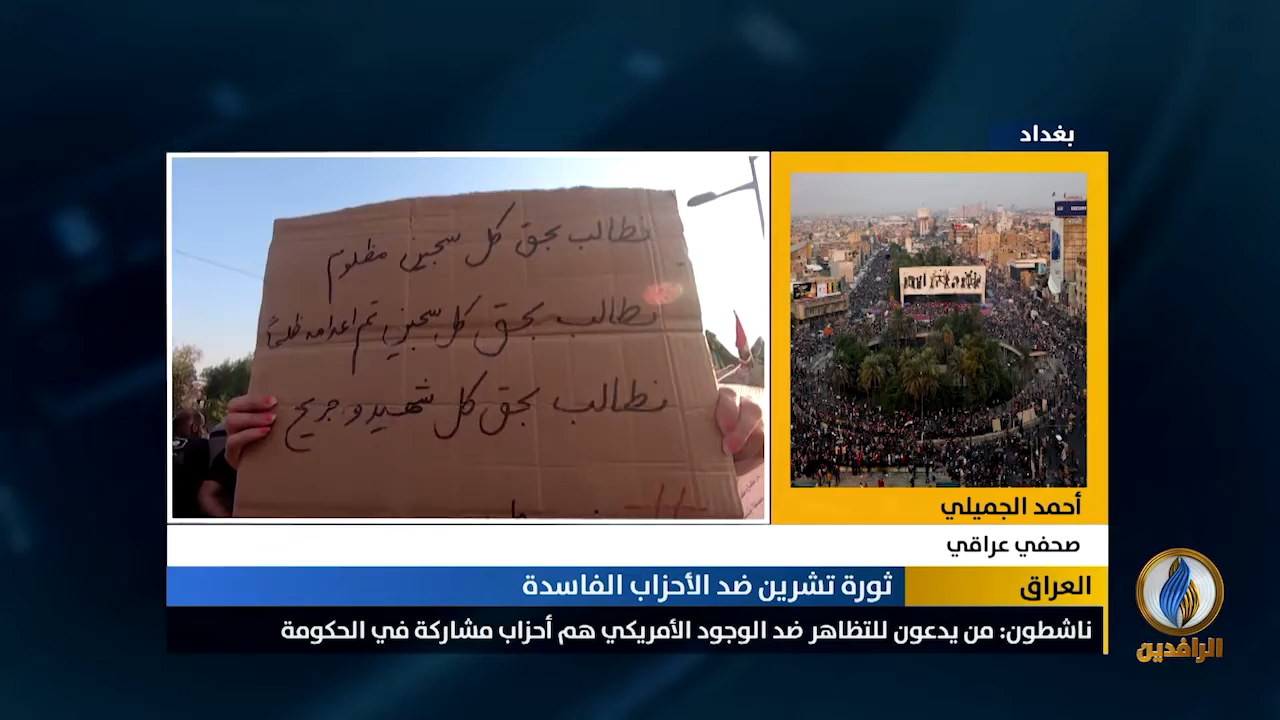 بغداد
نطالب بحق كل سجين مظلوم
نطالب بحق كل سجين تم اعدامه ظلماً
نطالب بحق كل شهيد و جريح
أحمد الجميلي
صحفي عراقي
العراق
ثورة تشرين ضد الأحزاب الفاسدة
ناشطون: من يدعون للتظاهر ضد الوجود الأمريكي هم أحزاب مشاركة في الحكومة
الرافدين